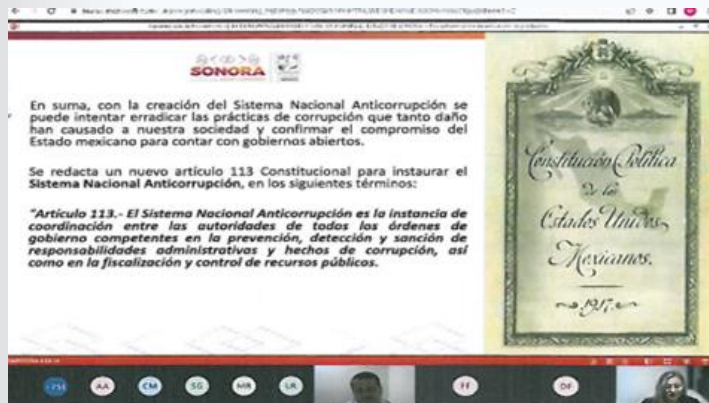 SONORA
En suma, con la creación del Sistema Nacional Anticorrupción se
puede intentar erradicar las prácticas de corrupción que tanto daño
han causado a nuestra sociedad y confirmar el compromiso del
Estado mexicano para contar con gobiernos abiertos.
Se redacta un nuevo artículo 113 Constitucional para instaurar el
Sistema Nacional Anticorrupción, en los siguientes términos:
"Artículo 113.- El Sistema Nacional Anticorrupción es la instancia de
coordinación entre las autoridades de todos los órdenes de
gobierno competentes en la prevención, detección y sanción de
responsabilidades administrativas y hechos de corrupción, así
como en la fiscalización y control de recursos públicos.
Constitución Política
de los
Estados Unidos
Mexicanos.
1917.
AA
CM
SG
MR
LR
FF
DF